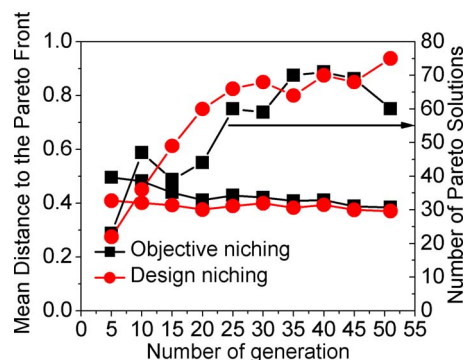 Mean Distance to the Pareto Front
1.0
0.8
0.6
0.4
0.2
0.0
80
70
60
50
40
30
20
10
0
Number of Pareto Solutions
Objective niching
Design niching
0 5 10 15 20 25 30 35 40 45 50 55
Number of generation